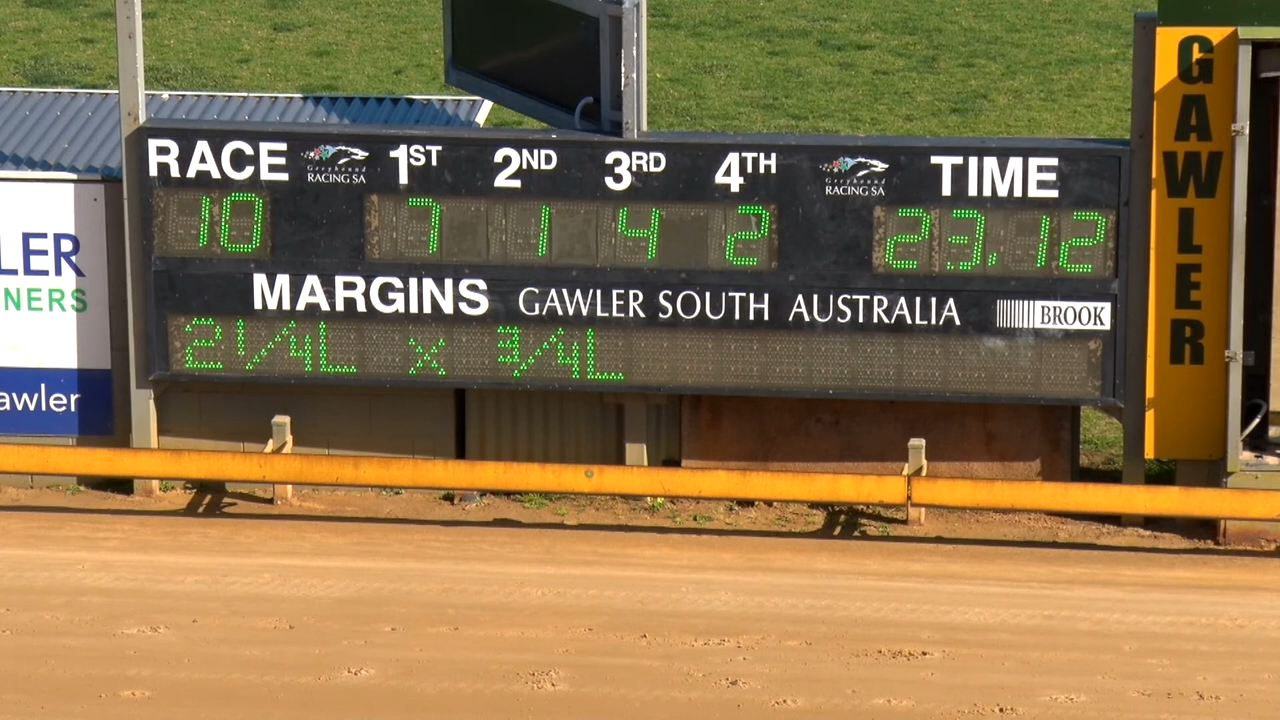 RACE Greyhound RACING SA 1ST 2ND 3RD 4TH Greyhound RACING SA TIME
10 7 1 4 2 23.12
MARGINS GAWLER SOUTH AUSTRALIA BROOK
2 1/4L x 3/4L
LER
NERS
awler
GAWLER